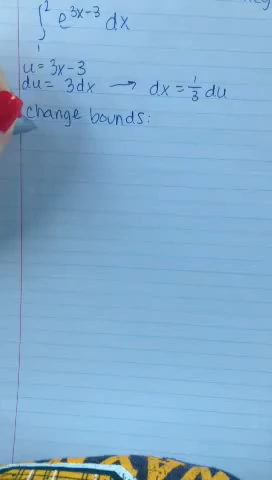 ∫₁² e^{3x-3} dx
u = 3x-3
du = 3dx → dx = 1/3 du
change bounds: